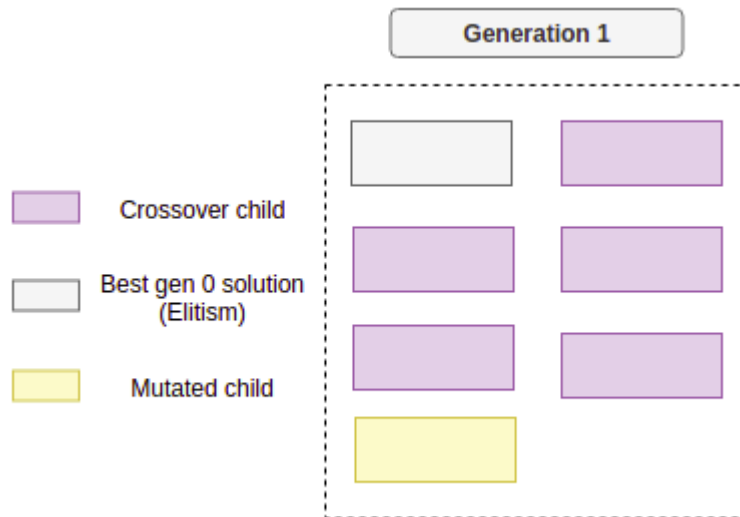 Generation 1
Crossover child
Best gen 0 solution
(Elitism)
Mutated child